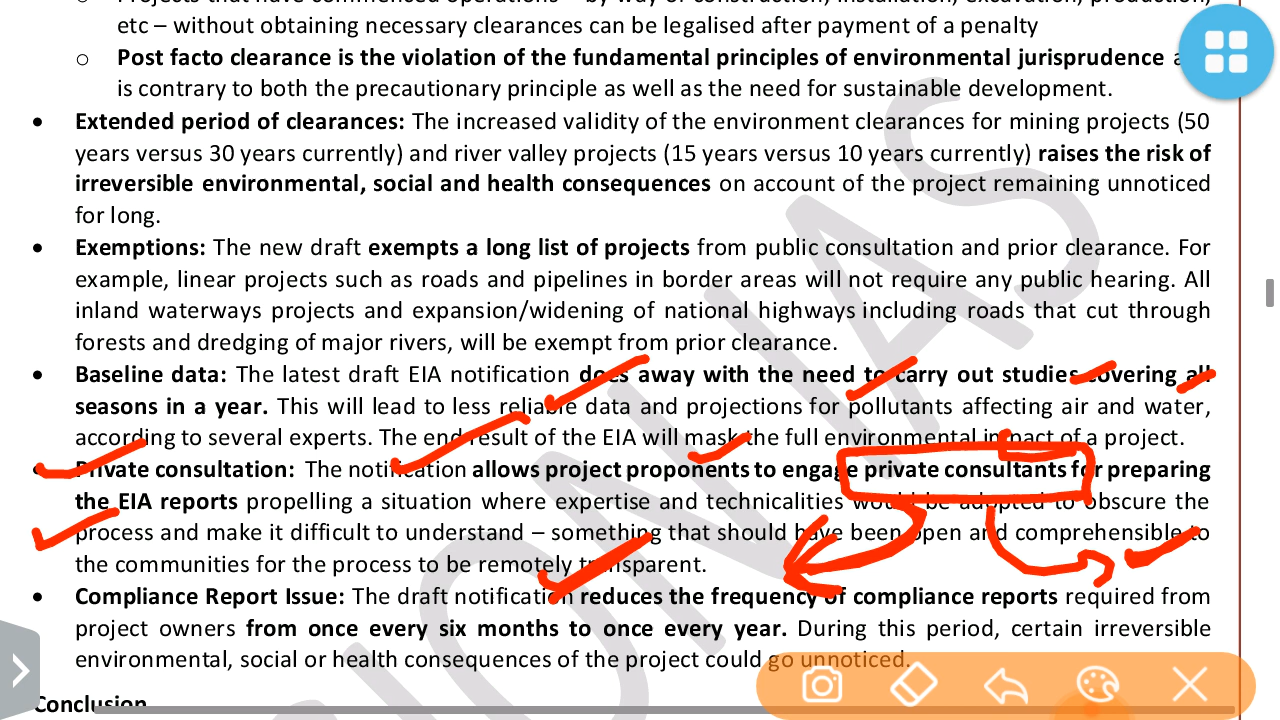 Projects that have commenced operations – by way of construction, installation, excavation, production,
etc – without obtaining necessary clearances can be legalised after payment of a penalty
o Post facto clearance is the violation of the fundamental principles of environmental jurisprudence
is contrary to both the precautionary principle as well as the need for sustainable development.
• Extended period of clearances: The increased validity of the environment clearances for mining projects (50
years versus 30 years currently) and river valley projects (15 years versus 10 years currently) raises the risk of
irreversible environmental, social and health consequences on account of the project remaining unnoticed
for long.
• Exemptions: The new draft exempts a long list of projects from public consultation and prior clearance. For
example, linear projects such as roads and pipelines in border areas will not require any public hearing. All
inland waterways projects and expansion/widening of national highways including roads that cut through
forests and dredging of major rivers, will be exempt from prior clearance.
• Baseline data: The latest draft EIA notification does away with the need to carry out studies covering all
seasons in a year. This will lead to less reliable data and projections for pollutants affecting air and water,
according to several experts. The end result of the EIA will mask the full environmental impact of a project.
• Private consultation: The notification allows project proponents to engage private consultants for preparing
the EIA reports propelling a situation where expertise and technicalities would be adopted to obscure the
process and make it difficult to understand – something that should have been open and comprehensible to
the communities for the process to be remotely transparent.
• Compliance Report Issue: The draft notification reduces the frequency of compliance reports required from
project owners from once every six months to once every year. During this period, certain irreversible
environmental, social or health consequences of the project could go unnoticed.
Conclusion